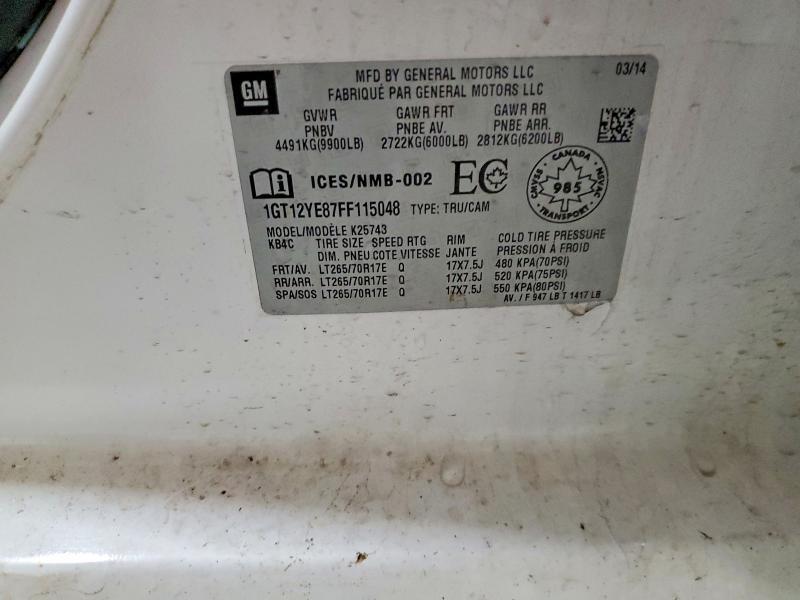 GM
MFD BY GENERAL MOTORS LLC
03/14
FABRIQUÉ PAR GENERAL MOTORS LLC
GVWR GAWR FRT GAWR RR
PNBV PNBE AV. PNBE ARR.
4491KG(9900LB) 2722KG(6000LB) 2812KG(6200LB)
ICES/NMB-002 EC
CANADA
CMVSS NSVAC
985
TRANSPORT
1GT12YE87FF115048 TYPE: TRU/CAM
MODEL/MODÈLE K25743
KB4C TIRE SIZE SPEED RTG RIM COLD TIRE PRESSURE
DIM. PNEU COTE VITESSE JANTE PRESSION À FROID
FRT/AV. LT265/70R17E Q 17X7.5J 480 KPA(70PSI)
RR/ARR. LT265/70R17E Q 17X7.5J 520 KPA(75PSI)
SPA/SOS LT265/70R17E Q 17X7.5J 550 KPA(80PSI)
AV. / F 947 LB T 1417 LB